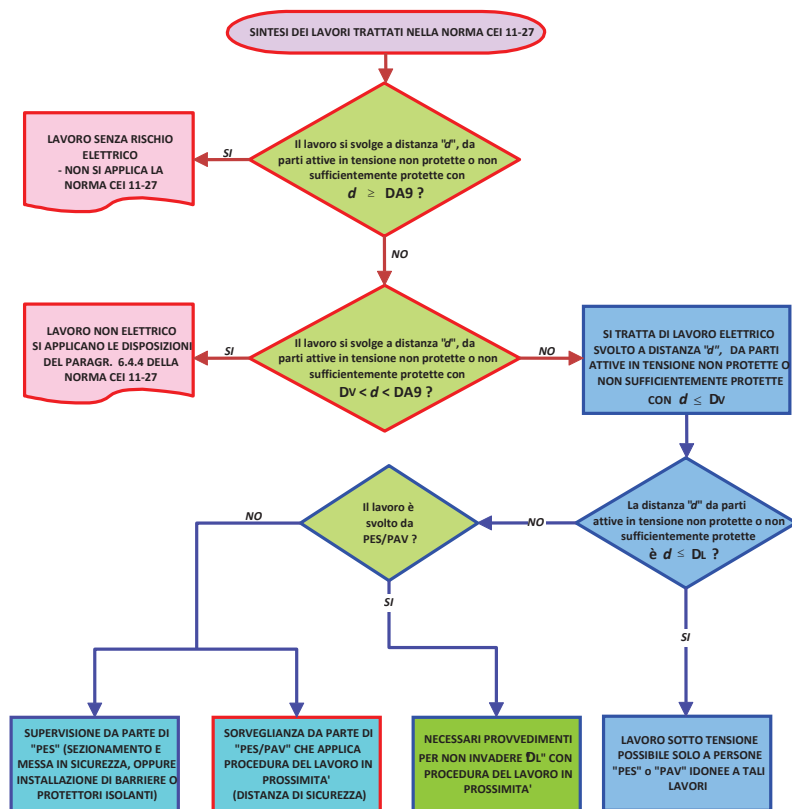 SINTESI DEI LAVORI TRATTATI NELLA NORMA CEI 11-27
Il lavoro si svolge a distanza "d", da
parti attive in tensione non protette o non
sufficientemente protette con
d ≥ DA9 ?
SI
LAVORO SENZA RISCHIO
ELETTRICO
- NON SI APPLICA LA
NORMA CEI 11-27
NO
Il lavoro si svolge a distanza "d", da
parti attive in tensione non protette o non
sufficientemente protette con
DV < d < DA9 ?
SI
LAVORO NON ELETTRICO
SI APPLICANO LE DISPOSIZIONI
DEL PARAGR. 6.4.4 DELLA
NORMA CEI 11-27
NO
SI TRATTA DI LAVORO ELETTRICO
SVOLTO A DISTANZA "d", DA PARTI
ATTIVE IN TENSIONE NON PROTETTE O
NON SUFFICIENTEMENTE PROTETTE
CON d ≤ DV
La distanza "d" da parti
attive in tensione non protette o non
sufficientemente protette
è d ≤ DL ?
NO
Il lavoro è
svolto da
PES/PAV ?
NO
SI
SI
SUPERVISIONE DA PARTE DI
"PES" (SEZIONAMENTO E
MESSA IN SICUREZZA, OPPURE
INSTALLAZIONE DI BARRIERE O
PROTETTORI ISOLANTI)
SORVEGLIANZA DA PARTE DI
"PES/PAV" CHE APPLICA
PROCEDURA DEL LAVORO IN
PROSSIMITA'
(DISTANZA DI SICUREZZA)
NECESSARI PROVVEDIMENTI
PER NON INVADERE DL" CON
PROCEDURA DEL LAVORO IN
PROSSIMITA'
LAVORO SOTTO TENSIONE
POSSIBILE SOLO A PERSONE
"PES" o "PAV" IDONEE A TALI
LAVORI